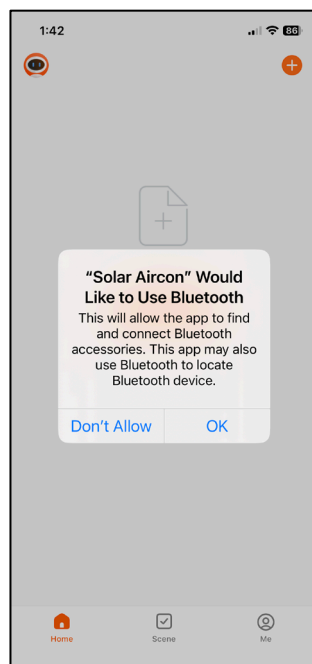 1:42
86
“Solar Aircon” Would
Like to Use Bluetooth
This will allow the app to find
and connect Bluetooth
accessories. This app may also
use Bluetooth to locate
Bluetooth device.
Don’t Allow
OK
Home
Scene
Me